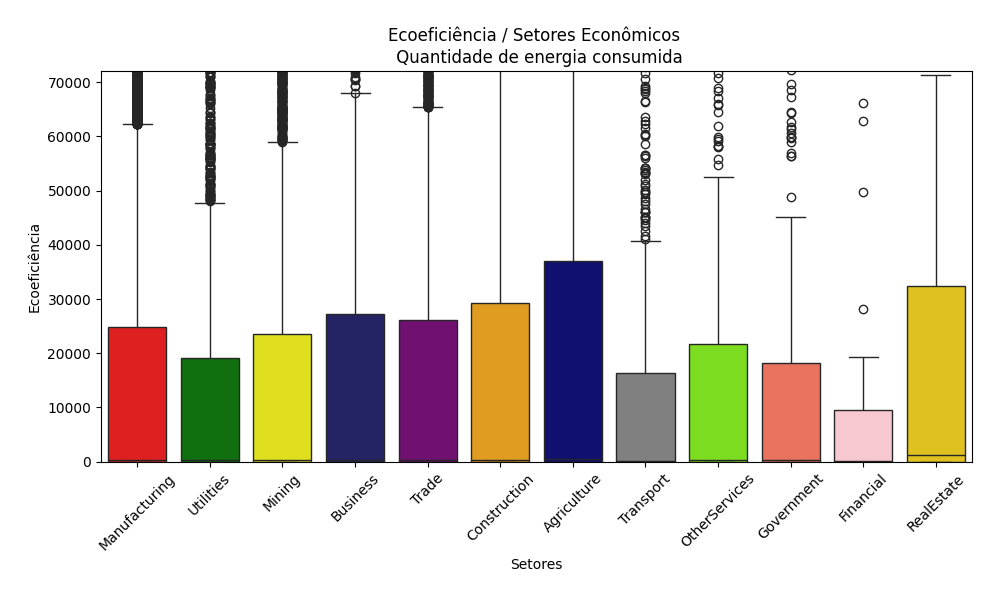 Ecoeficiência / Setores Econômicos
Quantidade de energia consumida
70000
60000
50000
40000
30000
20000
10000
0
Ecoeficiência
Manufacturing
Utilities
Mining
Business
Trade
Construction
Agriculture
Transport
OtherServices
Government
Financial
RealEstate
Setores